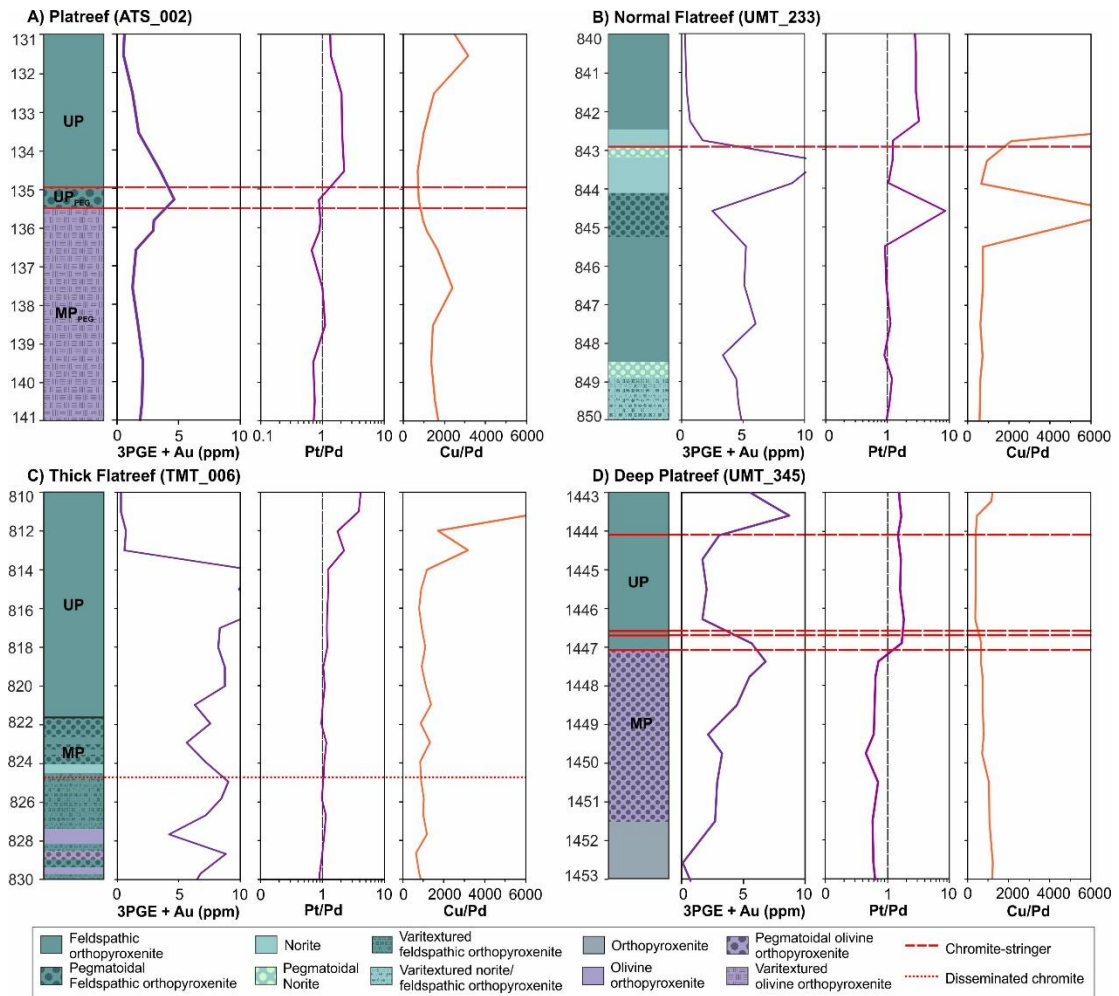 A) Platreef (ATS_002)
131
132
133
134
135
136
137
138
139
140
141
UP
UP PEG
MP PEG
0 5 10
3PGE + Au (ppm)
0.1 1 10
Pt/Pd
0 2000 4000 6000
Cu/Pd
B) Normal Flatreef (UMT_233)
840
841
842
843
844
845
846
847
848
849
850
0 5 10
3PGE + Au (ppm)
1 10
Pt/Pd
0 2000 4000 6000
Cu/Pd
C) Thick Flatreef (TMT_006)
810
812
814
816
818
820
822
824
826
828
830
UP
MP
0 5 10
3PGE + Au (ppm)
0.1 1 10
Pt/Pd
0 2000 4000 6000
Cu/Pd
D) Deep Platreef (UMT_345)
1443
1444
1445
1446
1447
1448
1449
1450
1451
1452
1453
UP
MP
0 5 10
3PGE + Au (ppm)
1 10
Pt/Pd
0 2000 4000 6000
Cu/Pd
Feldspathic
orthopyroxenite
Pegmatoidal
Feldspathic orthopyroxenite
Norite
Pegmatoidal
Norite
Varitextured
feldspathic orthopyroxenite
Varitextured norite/
feldspathic orthopyroxenite
Orthopyroxenite
Olivine
orthopyroxenite
Pegmatoidal olivine
orthopyroxenite
Varitextured
olivine orthopyroxenite
Chromite-stringer
Disseminated chromite